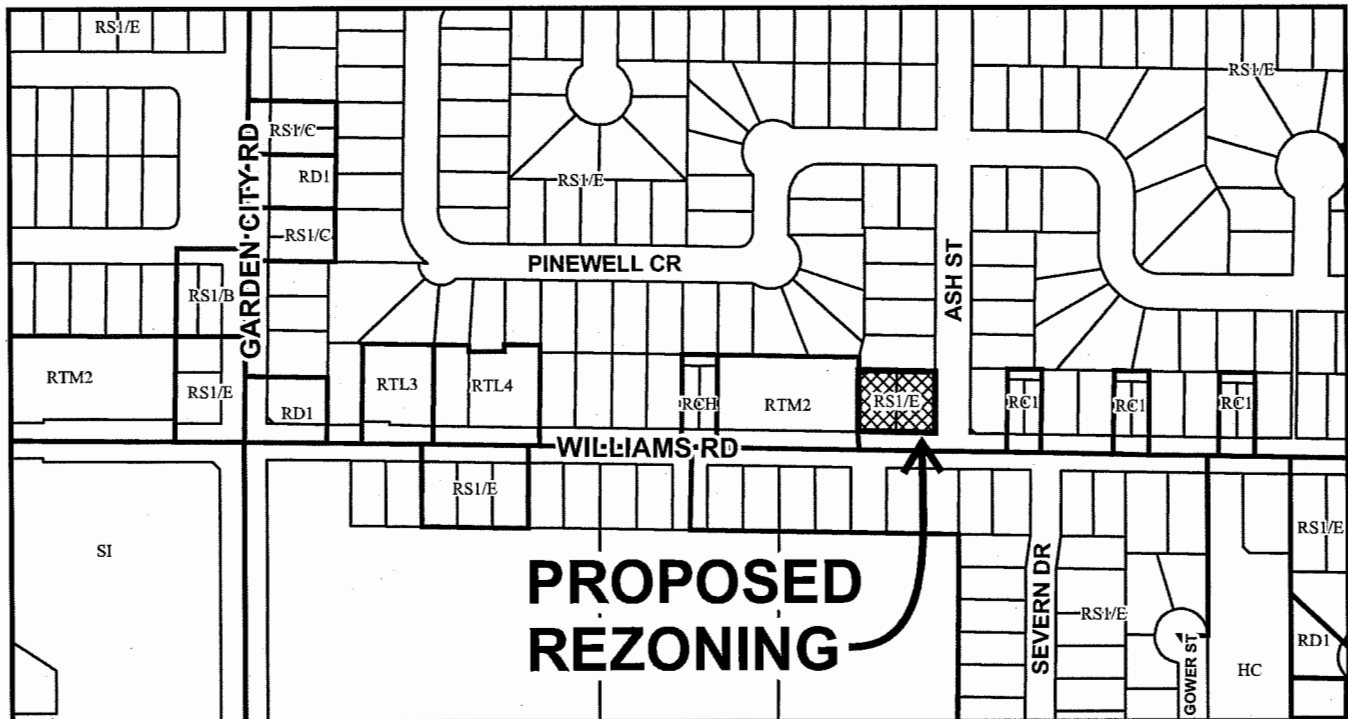 RS1/E
RS1/E
RS1/C
RD1
RS1/C
GARDEN CITY RD
RS1/E
PINEWELL CR
ASH ST
RS1/B
RTM2
RS1/E
RD1
RTL3
RTL4
RCH
RTM2
RS1/E
RC1
RC1
RC1
WILLIAMS RD
RS1/E
SI
RS1/E
PROPOSED
REZONING
SEVERN DR
RS1/E
GOWER ST
HC
RD1